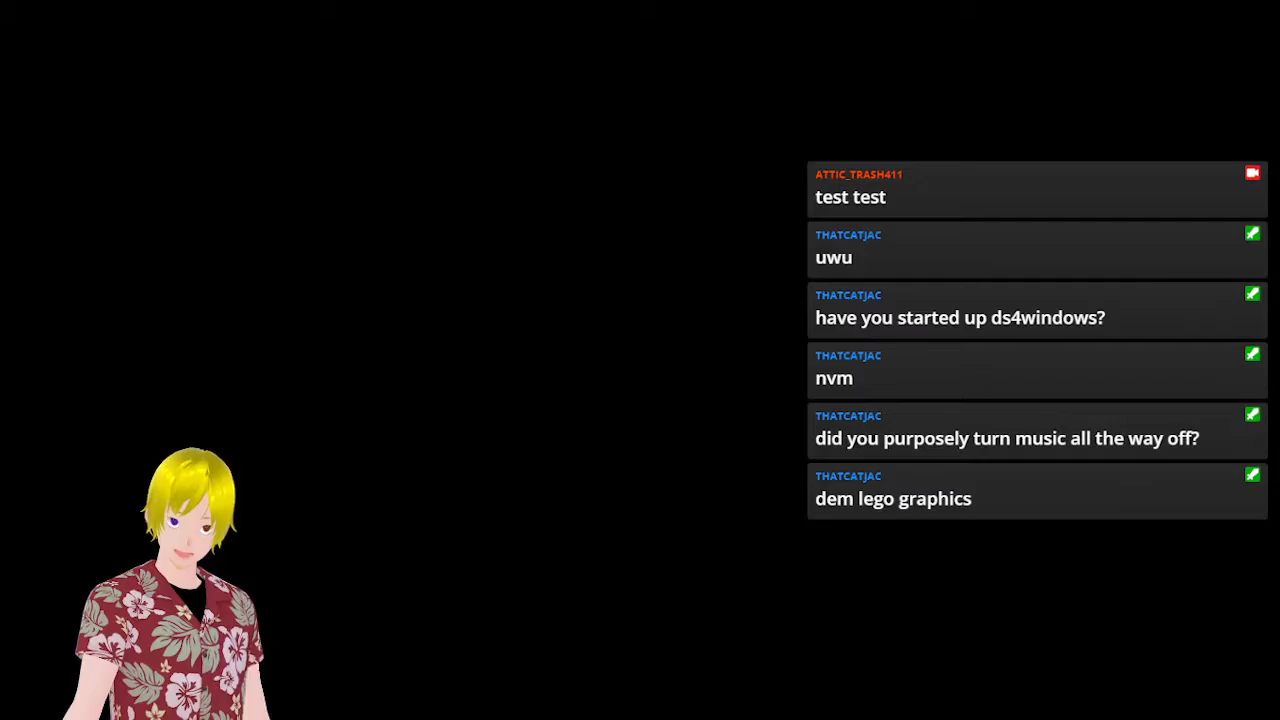 ATTIC_TRASH411
test test
THATCATJAC
uwu
THATCATJAC
have you started up ds4windows?
THATCATJAC
nvm
THATCATJAC
did you purposely turn music all the way off?
THATCATJAC
dem lego graphics